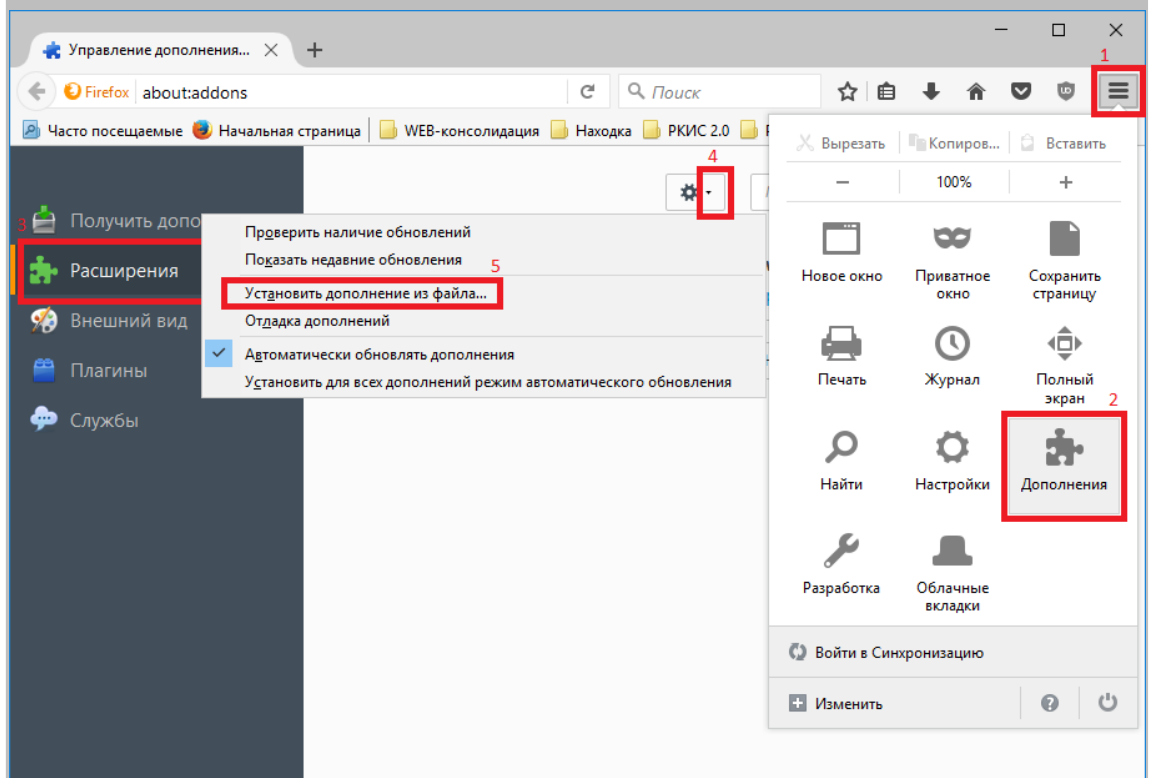 Управление дополнения...
1
Firefox about:addons
Поиск
Часто посещаемые Начальная страница WEB-консолидация Находка РКИС 2.0
4
3
Получить допо
Расширения
Внешний вид
Плагины
Службы
Проверить наличие обновлений
Показать недавние обновления
5
Установить дополнение из файла...
Отладка дополнений
Автоматически обновлять дополнения
Установить для всех дополнений режим автоматического обновления
Вырезать Копиров... Вставить
− 100% +
Новое окно
Приватное
окно
Сохранить
страницу
Печать
Журнал
Полный
экран
2
Найти
Настройки
Дополнения
Разработка
Облачные
вкладки
Войти в Синхронизацию
Изменить